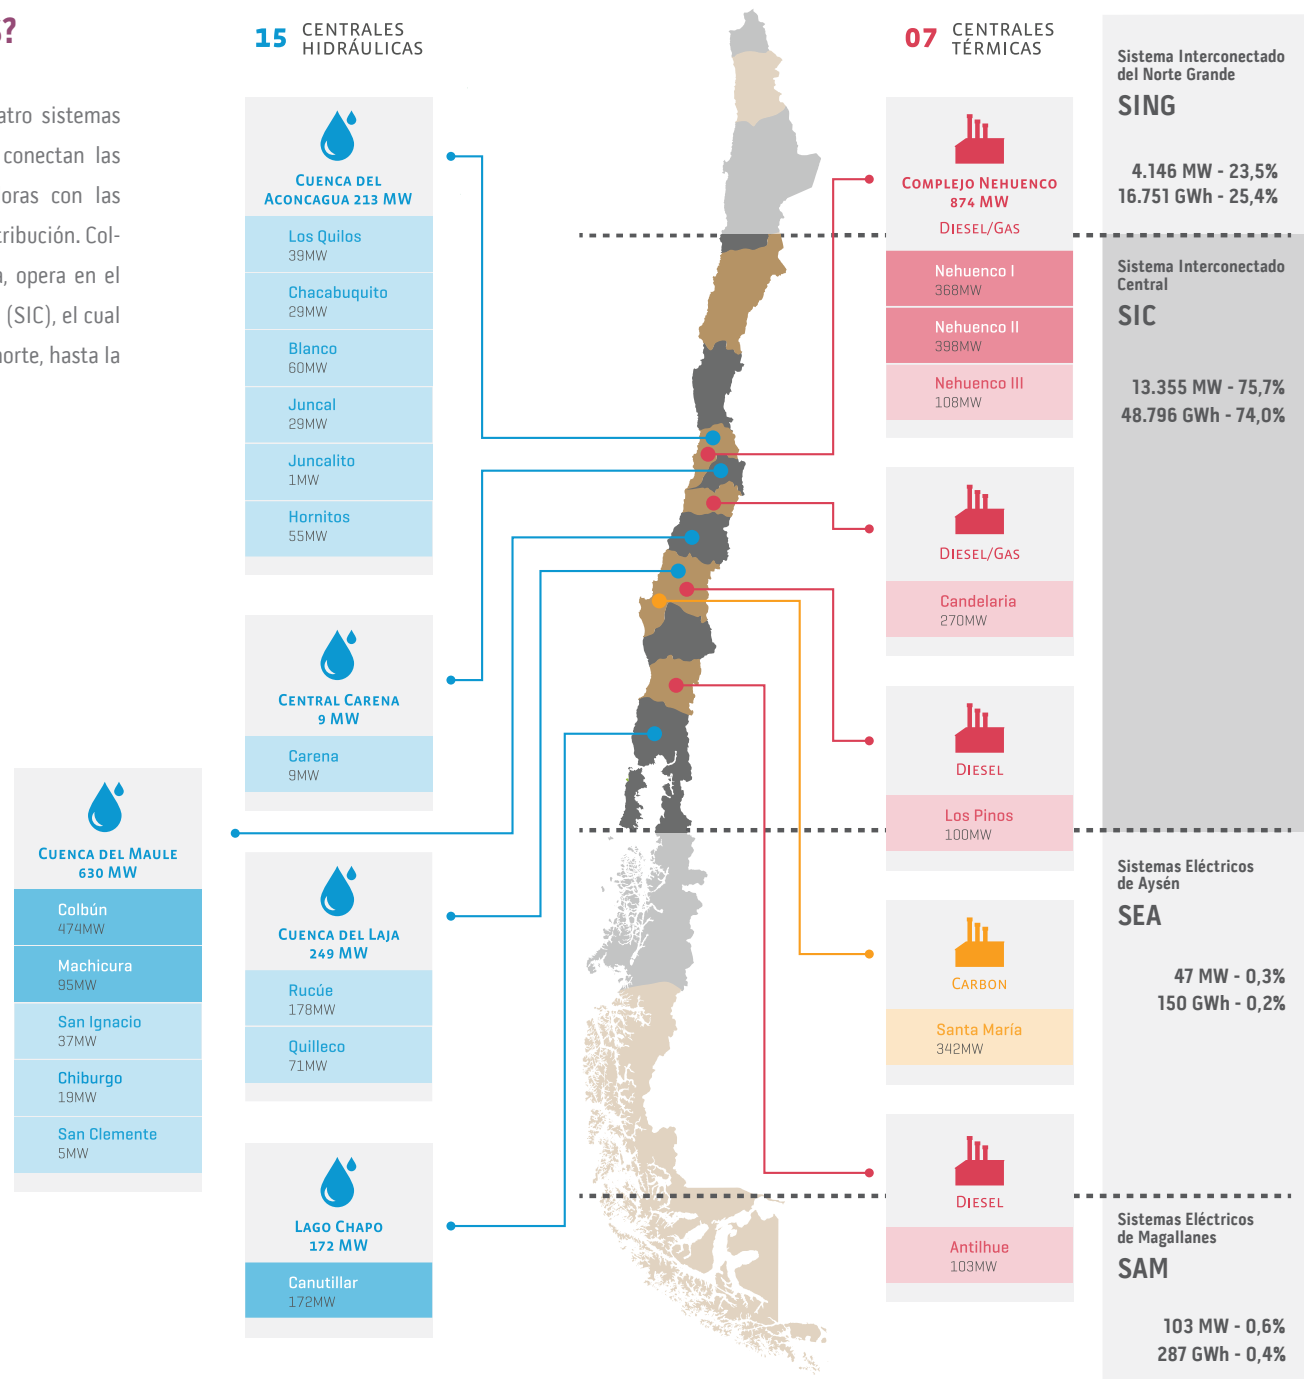 atro sistemas
conectan las
oras con las
tribución. Col-
, opera en el
(SIC), el cual
norte, hasta la
15 CENTRALES
HIDRÁULICAS
CUENCA DEL
ACONCAGUA 213 MW
Los Quilos
39MW
Chacabuquito
29MW
Blanco
60MW
Juncal
29MW
Juncalito
1MW
Hornitos
55MW
CENTRAL CARENA
9 MW
Carena
9MW
CUENCA DEL MAULE
630 MW
Colbún
474MW
Machicura
95MW
San Ignacio
37MW
Chiburgo
19MW
San Clemente
5MW
CUENCA DEL LAJA
249 MW
Rucúe
178MW
Quilleco
71MW
LAGO CHAPO
172 MW
Canutillar
172MW
07 CENTRALES
TÉRMICAS
COMPLEJO NEHUENCO
874 MW
DIESEL/GAS
Nehuenco I
368MW
Nehuenco II
398MW
Nehuenco III
108MW
DIESEL/GAS
Candelaria
270MW
DIESEL
Los Pinos
100MW
CARBON
Santa María
342MW
DIESEL
Antilhue
103MW
Sistema Interconectado
del Norte Grande
SING
4.146 MW - 23,5%
16.751 GWh - 25,4%
Sistema Interconectado
Central
SIC
13.355 MW - 75,7%
48.796 GWh - 74,0%
Sistemas Eléctricos
de Aysén
SEA
47 MW - 0,3%
150 GWh - 0,2%
Sistemas Eléctricos
de Magallanes
SAM
103 MW - 0,6%
287 GWh - 0,4%